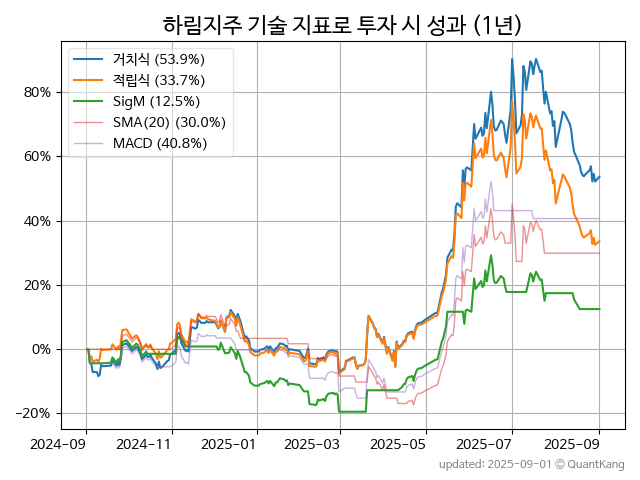 하림지주 기술 지표로 투자 시 성과 (1년)
거치식 (53.9%)
적립식 (33.7%)
SigM (12.5%)
SMA(20) (30.0%)
MACD (40.8%)
80%
60%
40%
20%
0%
−20%
2024-09 2024-11 2025-01 2025-03 2025-05 2025-07 2025-09
updated: 2025-09-01 © QuantKang